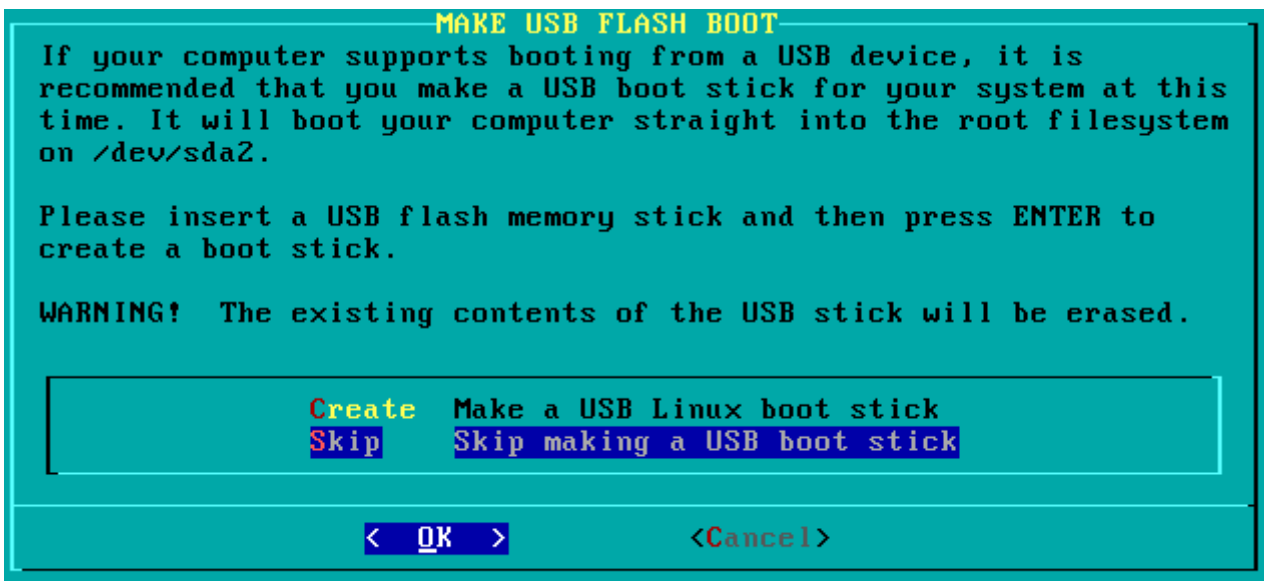 MAKE USB FLASH BOOT
If your computer supports booting from a USB device, it is
recommended that you make a USB boot stick for your system at this
time. It will boot your computer straight into the root filesystem
on /dev/sda2.
Please insert a USB flash memory stick and then press ENTER to
create a boot stick.
WARNING!  The existing contents of the USB stick will be erased.
Create  Make a USB Linux boot stick
Skip    Skip making a USB boot stick
<  OK  >          <Cancel>